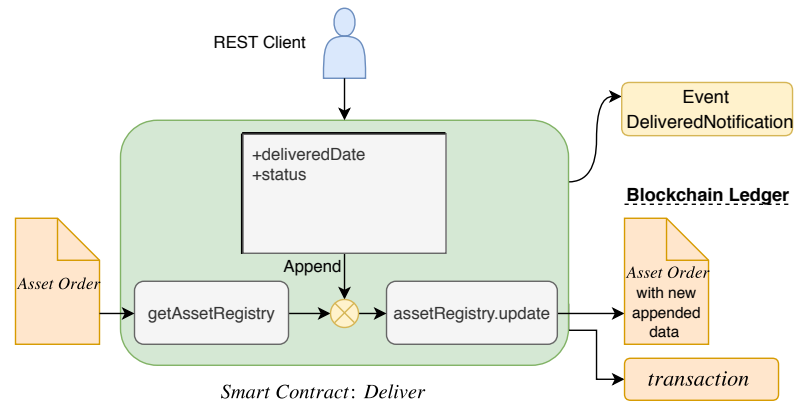 REST Client
Event
DeliveredNotification
+deliveredDate
+status
Blockchain Ledger
Append
Asset Order
getAssetRegistry
assetRegistry.update
Asset Order
with new
appended
data
transaction
Smart Contract: Deliver